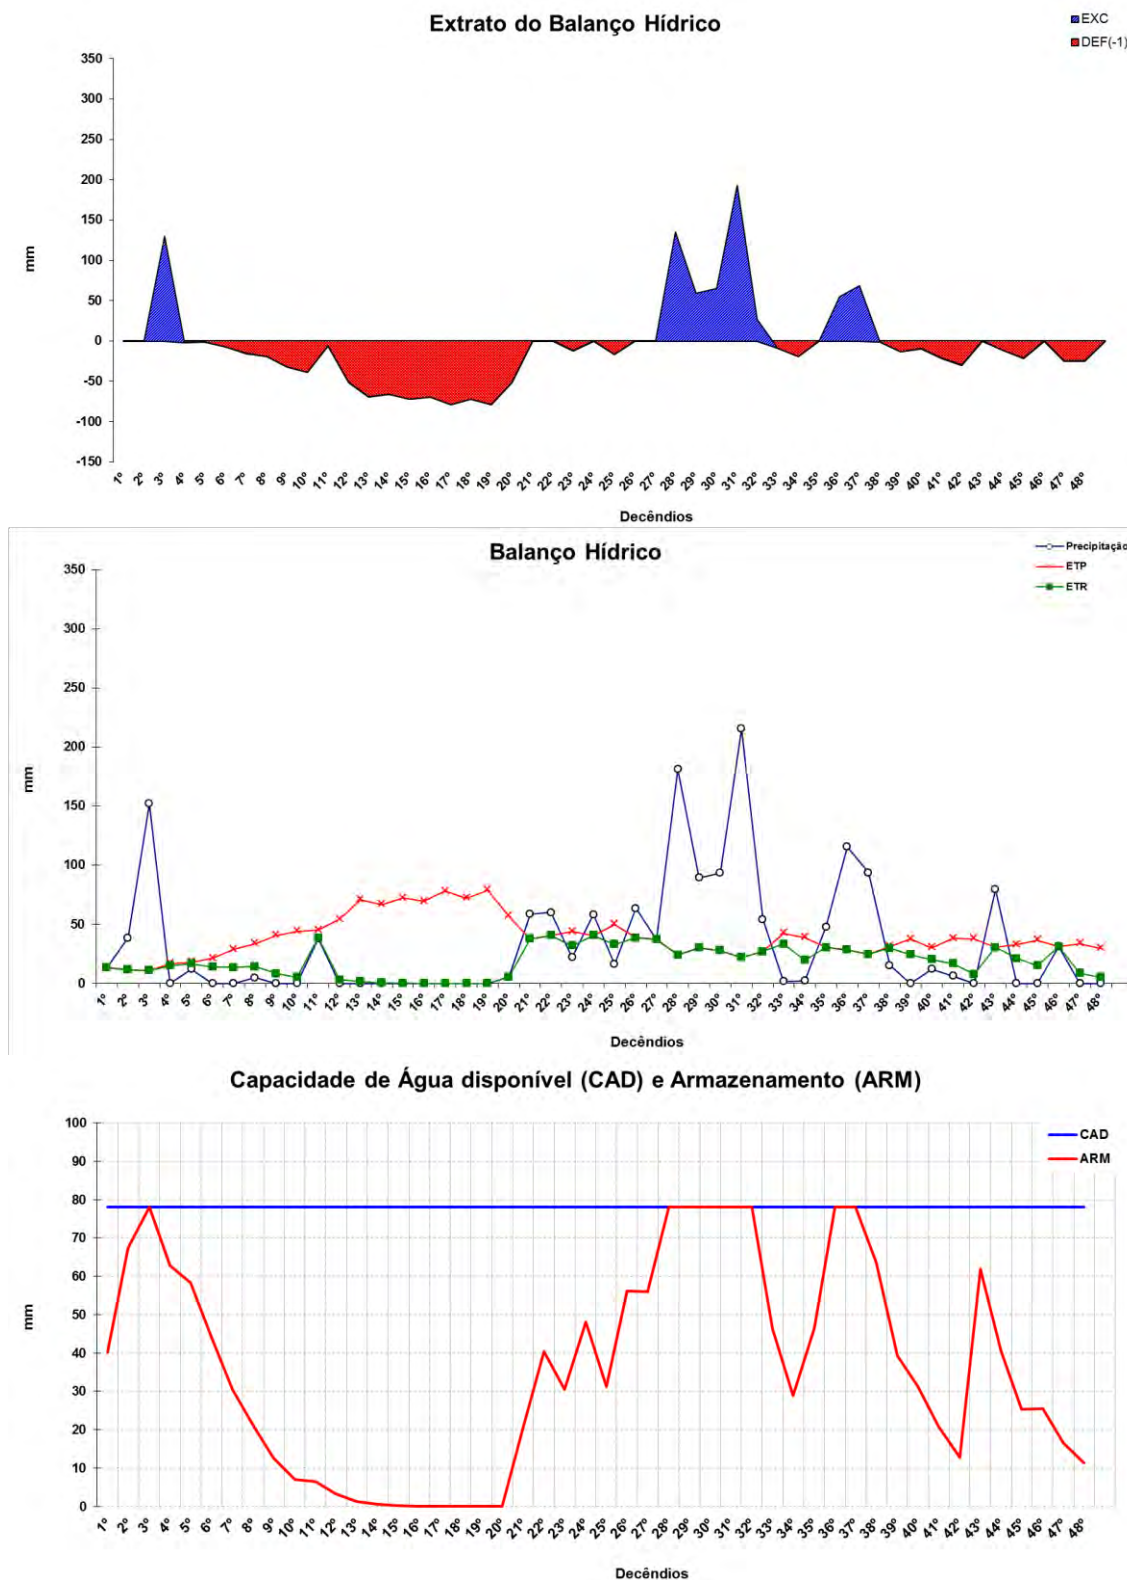 Extrato do Balanço Hídrico
EXC
DEF(-1)
350
300
250
200
150
100
50
0
-50
-100
-150
mm
1º 2º 3º 4º 5º 6º 7º 8º 9º 10º 11º 12º 13º 14º 15º 16º 17º 18º 19º 20º 21º 22º 23º 24º 25º 26º 27º 28º 29º 30º 31º 32º 33º 34º 35º 36º 37º 38º 39º 40º 41º 42º 43º 44º 45º 46º 47º 48º
Decêndios
Balanço Hídrico
Precipitação
ETP
ETR
350
300
250
200
150
100
50
0
mm
1º 2º 3º 4º 5º 6º 7º 8º 9º 10º 11º 12º 13º 14º 15º 16º 17º 18º 19º 20º 21º 22º 23º 24º 25º 26º 27º 28º 29º 30º 31º 32º 33º 34º 35º 36º 37º 38º 39º 40º 41º 42º 43º 44º 45º 46º 47º 48º
Decêndios
Capacidade de Água disponível (CAD) e Armazenamento (ARM)
CAD
ARM
100
90
80
70
60
50
40
30
20
10
0
mm
1º 2º 3º 4º 5º 6º 7º 8º 9º 10º 11º 12º 13º 14º 15º 16º 17º 18º 19º 20º 21º 22º 23º 24º 25º 26º 27º 28º 29º 30º 31º 32º 33º 34º 35º 36º 37º 38º 39º 40º 41º 42º 43º 44º 45º 46º 47º 48º
Decêndios